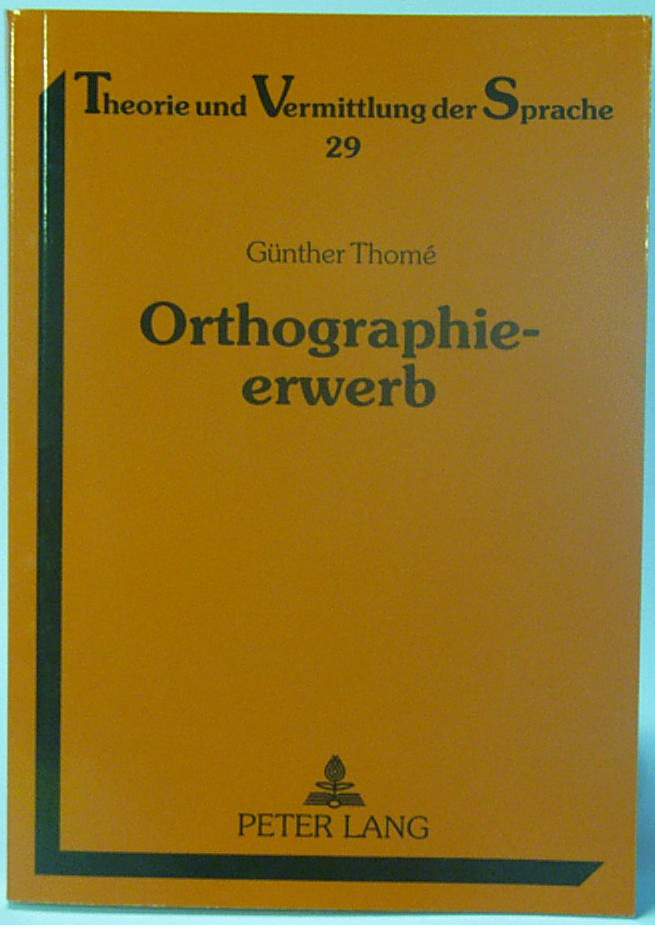 Theorie und Vermittlung der Sprache
29
Günther Thomé
Orthographie-
erwerb
PETER LANG